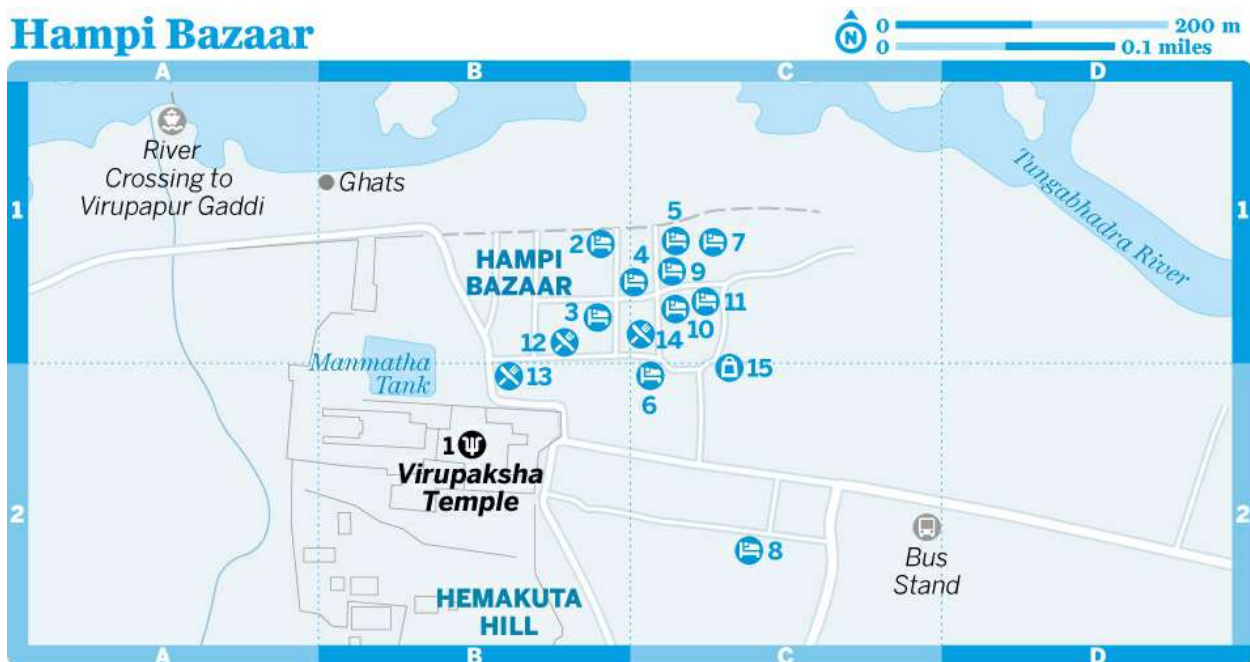 Hampi Bazaar
N
0 200 m
0 0.1 miles
A B C D
River
Crossing to
Virupapur Gaddi
Ghats
Tungabhadra River
1 1
5
2 4 7
HAMPI
BAZAAR
9
11
3 10
12 14
Manmatha
Tank
13 15
6
1
Virupaksha
Temple
2 2
8
Bus
Stand
HEMAKUTA
HILL
A B C D